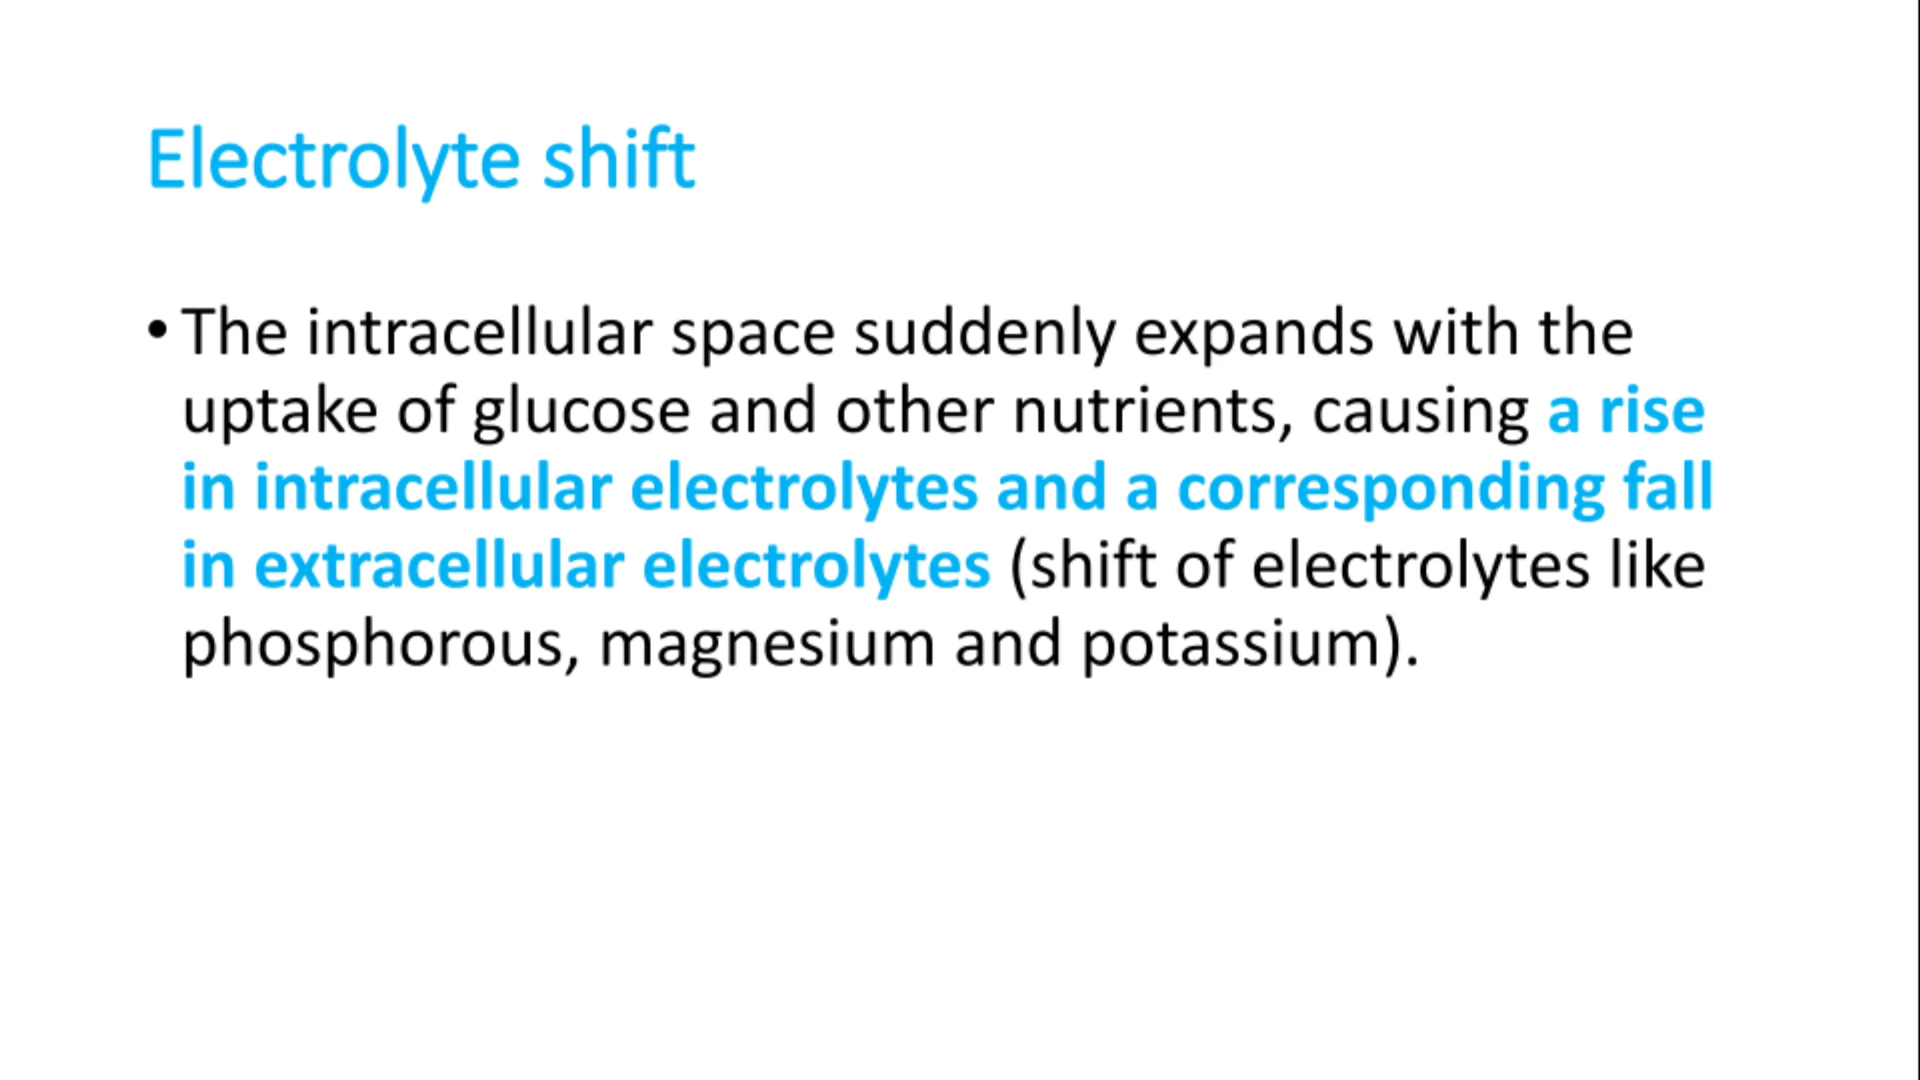 Electrolyte shift
• The intracellular space suddenly expands with the
uptake of glucose and other nutrients, causing a rise
in intracellular electrolytes and a corresponding fall
in extracellular electrolytes (shift of electrolytes like
phosphorous, magnesium and potassium).